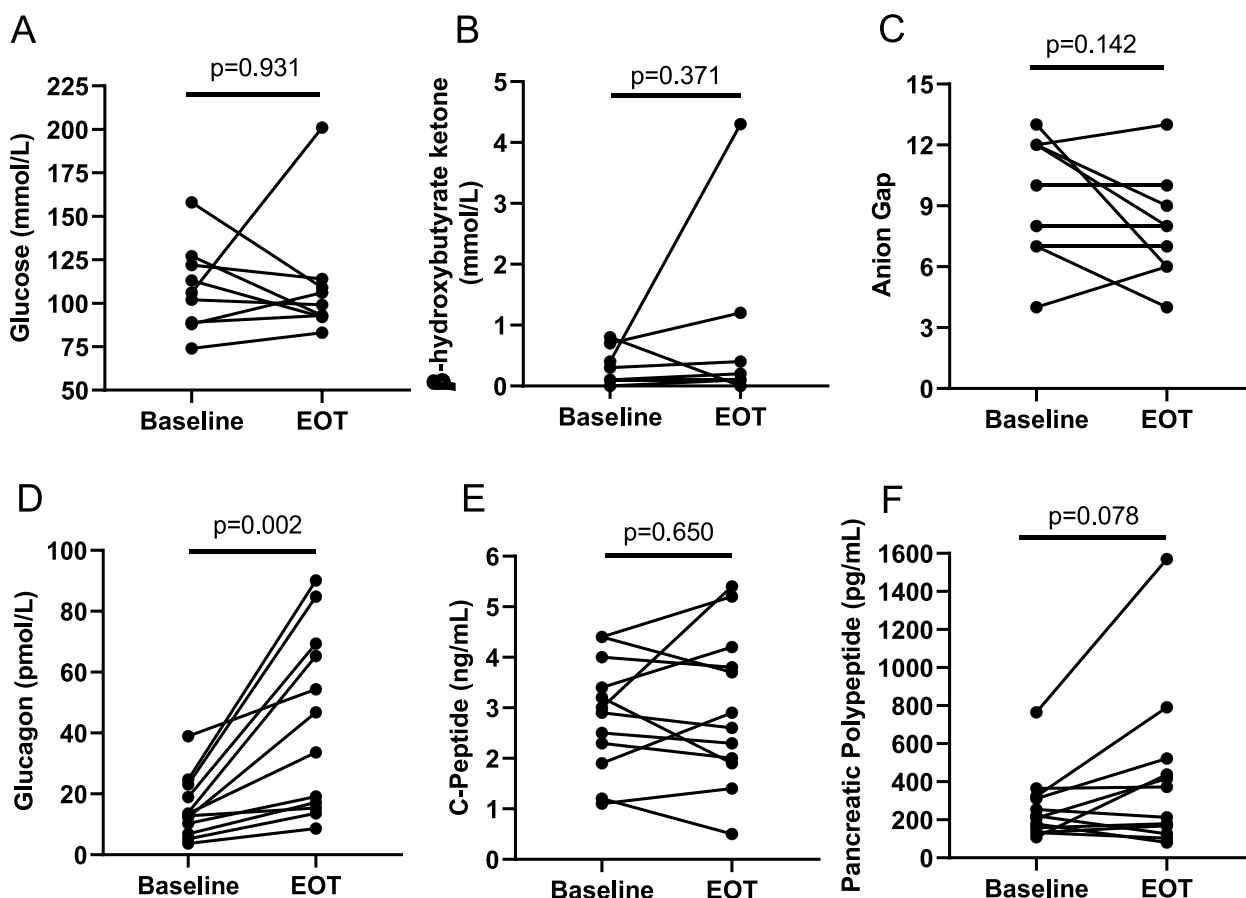 A
p=0.931
Glucose (mmol/L)
225
200
175
150
125
100
75
50
Baseline
EOT
B
p=0.371
β-hydroxybutyrate ketone
(mmol/L)
5
4
3
2
1
0
Baseline
EOT
C
p=0.142
Anion Gap
15
12
9
6
3
0
Baseline
EOT
D
p=0.002
Glucagon (pmol/L)
100
80
60
40
20
0
Baseline
EOT
E
p=0.650
C-Peptide (ng/mL)
6
5
4
3
2
1
0
Baseline
EOT
F
p=0.078
Pancreatic Polypeptide (pg/mL)
1600
1400
1200
1000
800
600
400
200
0
Baseline
EOT